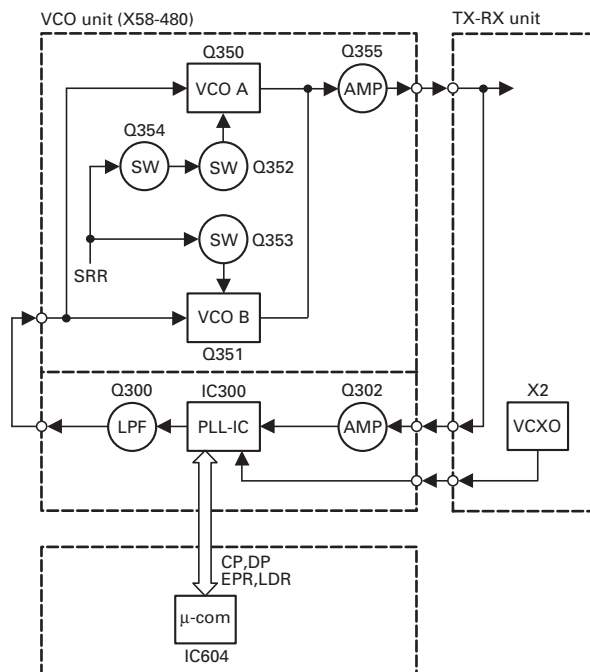 VCO unit (X58-480)
TX-RX unit
Q350
VCO A
Q355
AMP
Q354
SW
SW
Q352
SW
Q353
SRR
VCO B
Q351
Q300
LPF
IC300
PLL-IC
Q302
AMP
X2
VCXO
CP,DP
EPR,LDR
µ-com
IC604